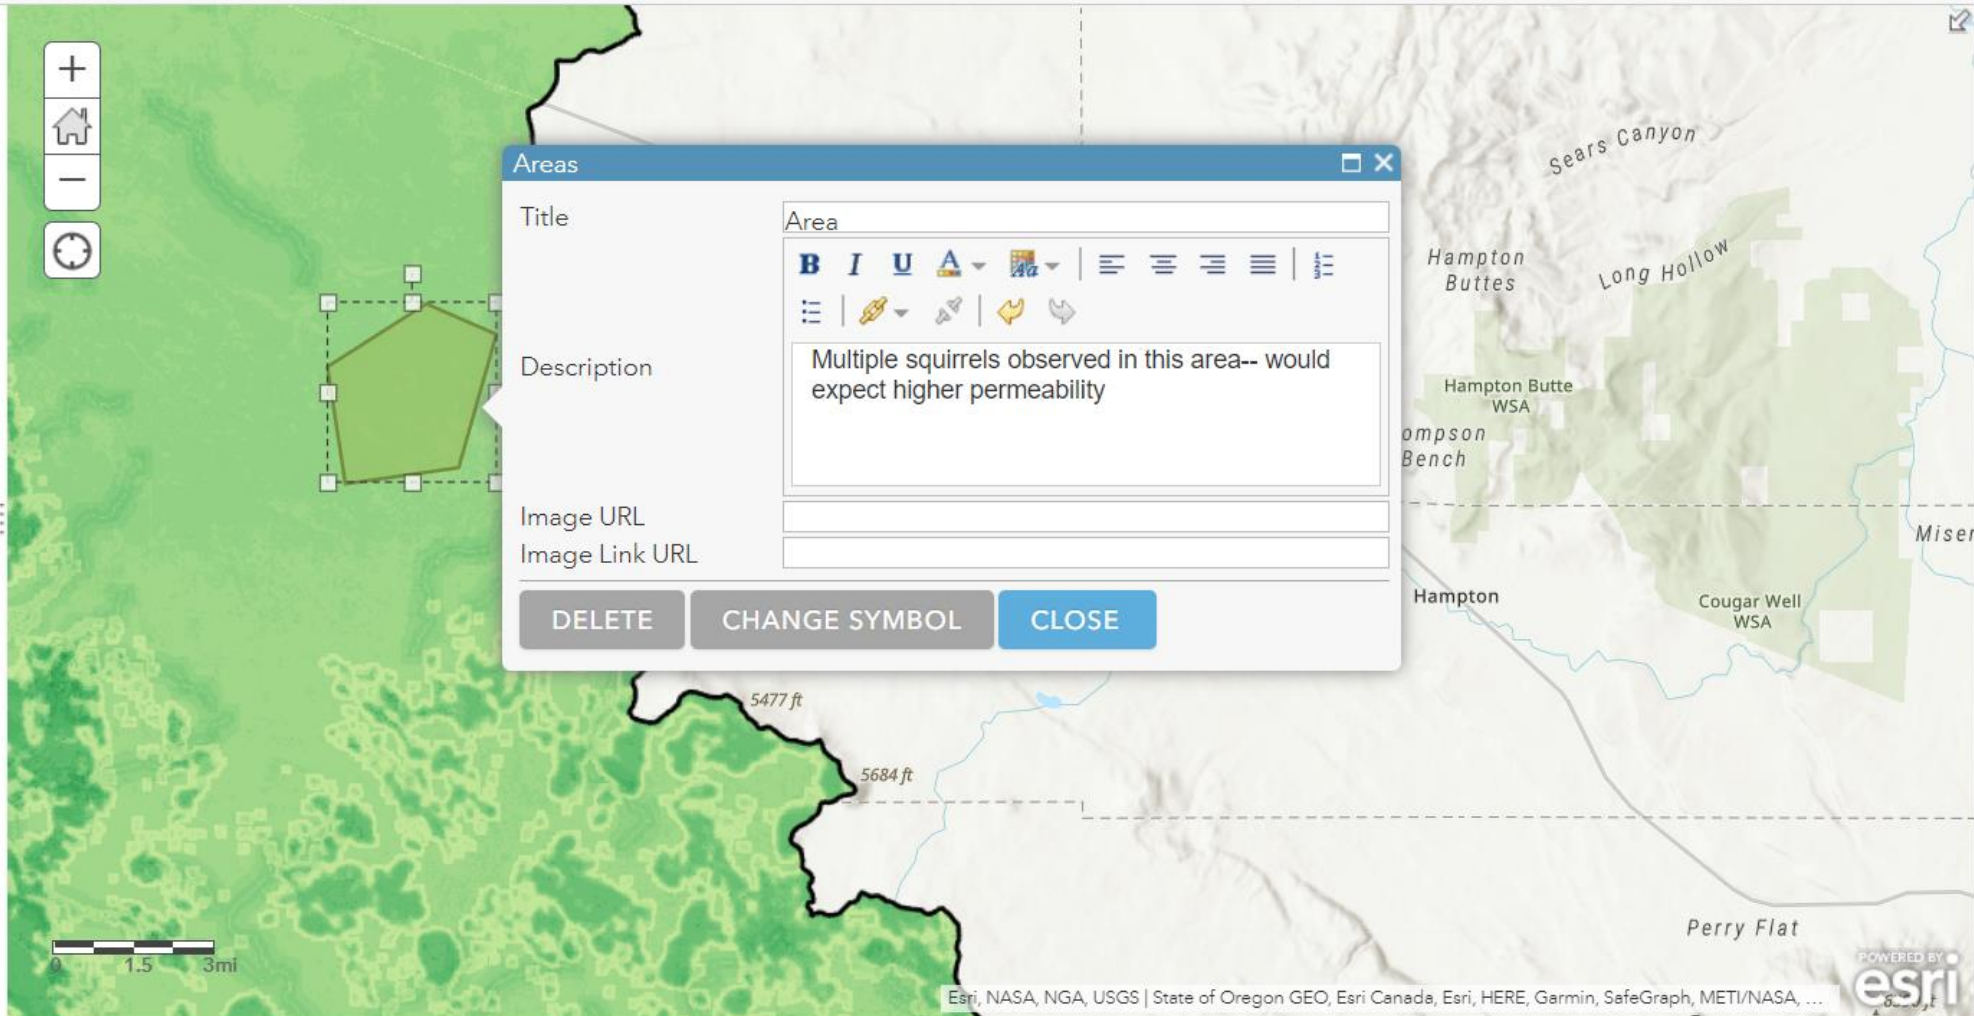 Areas
Title
Area
B I U A Aa
Description
Multiple squirrels observed in this area-- would
expect higher permeability
Image URL
Image Link URL
DELETE CHANGE SYMBOL CLOSE
Sears Canyon
Hampton
Buttes
Long Hollow
Hampton Butte
WSA
ompson
Bench
Miser
Hampton
Cougar Well
WSA
5477 ft
5684 ft
Perry Flat
0 1.5 3mi
Esri, NASA, NGA, USGS | State of Oregon GEO, Esri Canada, Esri, HERE, Garmin, SafeGraph, METI/NASA, ...
POWERED BY
esri